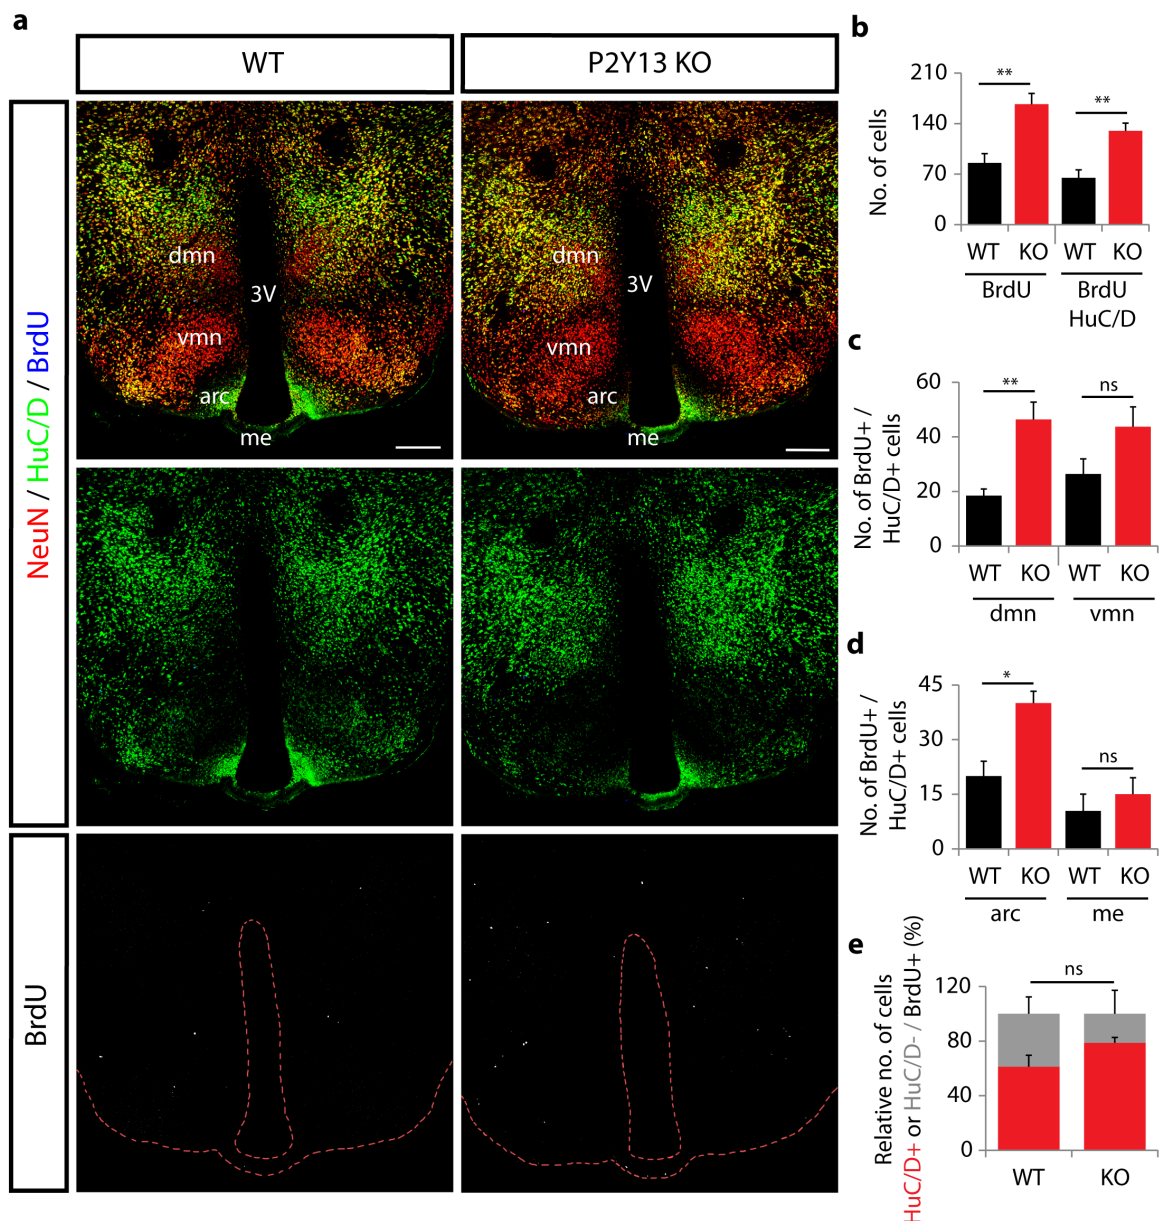 a
WT
P2Y13 KO
NeuN / HuC/D / BrdU
dmn
3V
vmn
arc
me
dmn
3V
vmn
arc
me
BrdU
b
No. of cells
210
140
70
0
**
**
WT KO WT KO
BrdU BrdU
HuC/D
c
No. of BrdU+ /
HuC/D+ cells
60
40
20
0
**
ns
WT KO WT KO
dmn vmn
d
No. of BrdU+ /
HuC/D+ cells
45
30
15
0
*
ns
WT KO WT KO
arc me
e
Relative no. of cells
HuC/D+ or HuC/D- / BrdU+ (%)
120
80
40
0
ns
WT KO